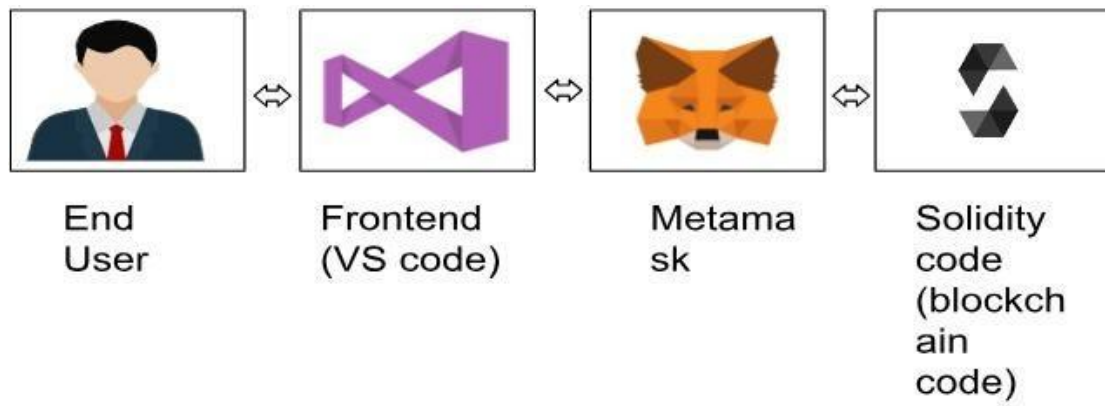 End
User
Frontend
(VS code)
Metama
sk
Solidity
code
(blockch
ain
code)